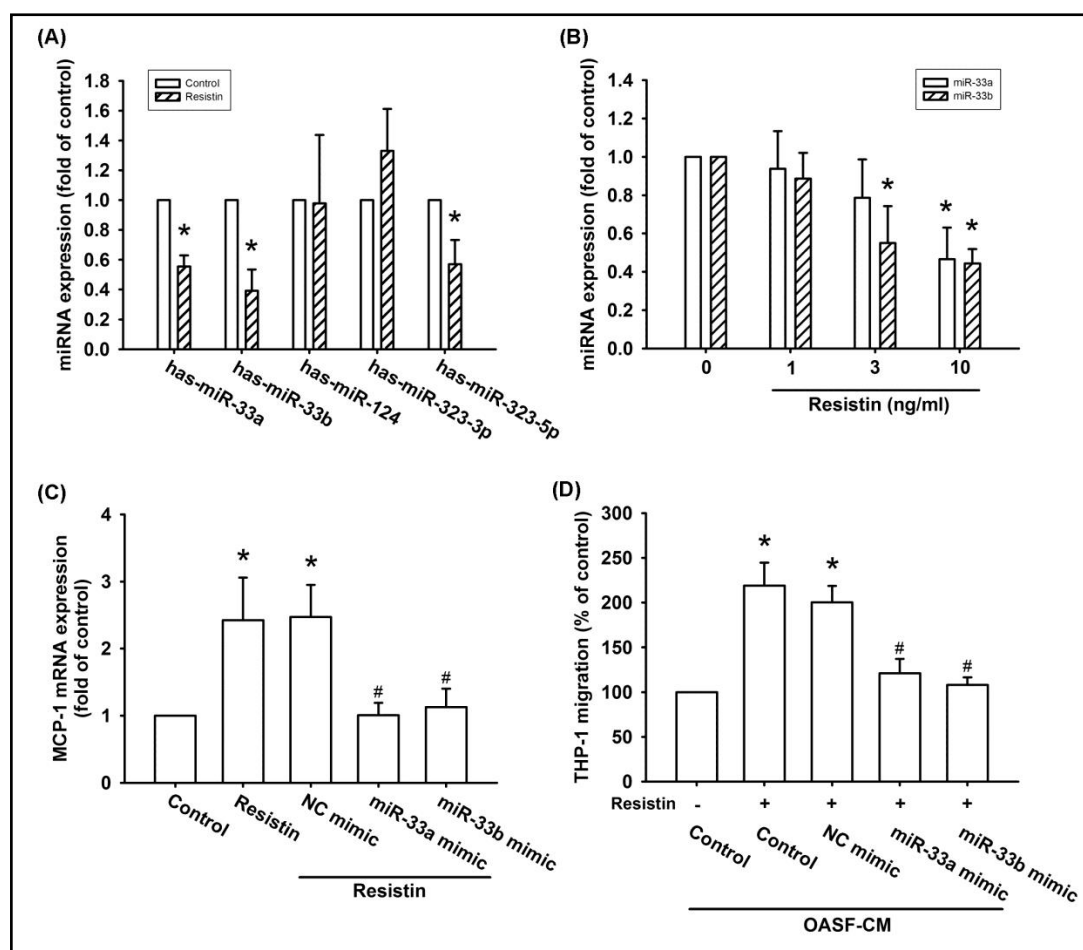 (A)
Control
Resistin
miRNA expression (fold of control)
1.8
1.6
1.4
1.2
1.0
0.8
0.6
0.4
0.2
0.0
*
*
*
has-miR-33a
has-miR-33b
has-miR-124
has-miR-323-3p
has-miR-323-5p
(B)
miR-33a
miR-33b
miRNA expression (fold of control)
1.4
1.2
1.0
0.8
0.6
0.4
0.2
0.0
*
*
*
0 1 3 10
Resistin (ng/ml)
(C)
MCP-1 mRNA expression
(fold of control)
4
3
2
1
0
*
*
#
#
Control
Resistin
NC mimic
miR-33a mimic
miR-33b mimic
Resistin
(D)
THP-1 migration (% of control)
300
250
200
150
100
50
0
*
*
#
#
Resistin - + + + +
Control
Control
NC mimic
miR-33a mimic
miR-33b mimic
OASF-CM